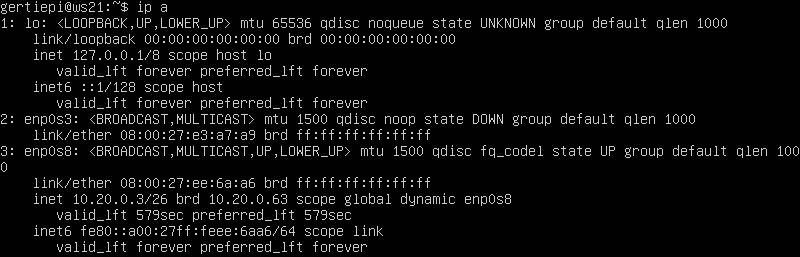 gertiepi@ws21:~$ ip a
1: lo: <LOOPBACK,UP,LOWER_UP> mtu 65536 qdisc noqueue state UNKNOWN group default qlen 1000
    link/loopback 00:00:00:00:00:00 brd 00:00:00:00:00:00
    inet 127.0.0.1/8 scope host lo
       valid_lft forever preferred_lft forever
    inet6 ::1/128 scope host
       valid_lft forever preferred_lft forever
2: enp0s3: <BROADCAST,MULTICAST> mtu 1500 qdisc noop state DOWN group default qlen 1000
    link/ether 08:00:27:e3:a7:a9 brd ff:ff:ff:ff:ff:ff
3: enp0s8: <BROADCAST,MULTICAST,UP,LOWER_UP> mtu 1500 qdisc fq_codel state UP group default qlen 100
0
    link/ether 08:00:27:ee:6a:a6 brd ff:ff:ff:ff:ff:ff
    inet 10.20.0.3/26 brd 10.20.0.63 scope global dynamic enp0s8
       valid_lft 579sec preferred_lft 579sec
    inet6 fe80::a00:27ff:feee:6aa6/64 scope link
       valid_lft forever preferred_lft forever